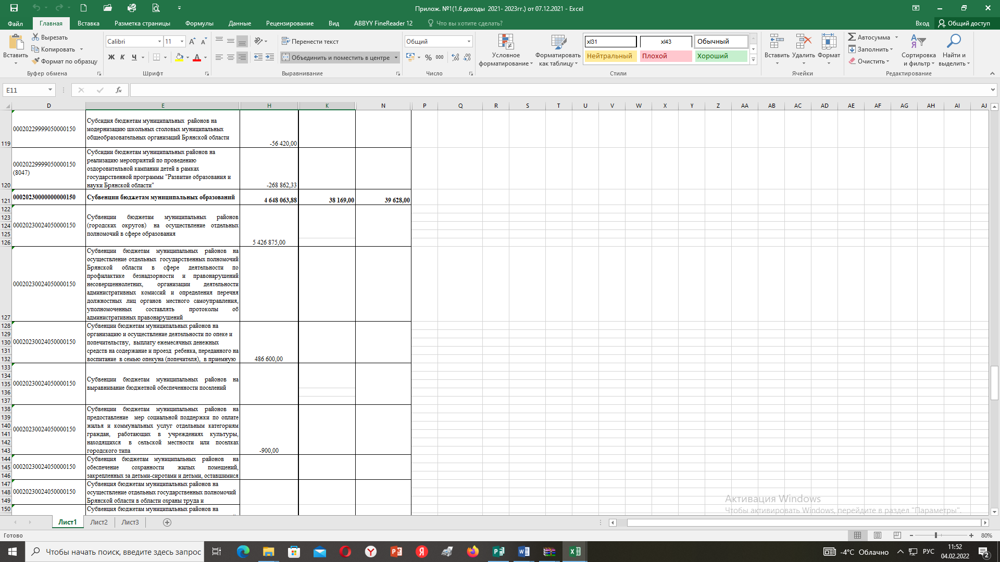 Прилож. №1(1.6 доходы  2021- 2023гг.) от 07.12.2021 - Excel
Файл
Главная
Вставка
Разметка страницы
Формулы
Данные
Рецензирование
Вид
ABBYY FineReader 12
Что вы хотите сделать?
Вход
Общий доступ
Вставить
Вырезать
Копировать
Формат по образцу
Буфер обмена
Calibri
11
Ж К Ч
Шрифт
Перенести текст
Объединить и поместить в центре
Выравнивание
Общий
% 000
Число
Условное форматирование
Форматировать как таблицу
xl31
xl43
Обычный
Нейтральный
Плохой
Хороший
Стили
Вставить
Удалить
Формат
Ячейки
Автосумма
Заполнить
Очистить
Сортировка и фильтр
Найти и выделить
Редактирование
E11
fx
D E H K N P Q R S T U V W X Y Z AA AB AC AD AE AF AG AH AI AJ
119
00020229999050000150
Субсидия бюджетам муниципальных  районов на
модернизацию школьных столовых муниципальных
общеобразовательных организаций Брянской области
-56 420,00
120
00020229999050000150
(8047)
Субсидии бюджетам муниципальных районов на
реализацию мероприятий по проведению
оздоровительной кампании детей в рамках
государственной программы "Развитие образования и
науки Брянской области"
-268 862,33
121
00020230000000000150
Субвенции бюджетам муниципальных образований
4 648 063,88
38 169,00
39 628,00
122
123
124
125
126
00020230024050000150
Субвенции бюджетам муниципальных районов
(городских округов) на осуществление отдельных
полномочий в сфере образования
5 426 875,00
127
00020230024050000150
Субвенции бюджетам муниципальных районов на
осуществление отдельных  государственных полномочий
Брянской области в сфере деятельности по
профилактике безнадзорности и правонарушений
несовершеннолетних, организации деятельности
административных комиссий и определения перечня
должностных лиц органов местного самоуправления,
уполномоченных составлять протоколы об
административных правонарушений
128
129
130
131
132
00020230024050000150
Субвенции бюджетам муниципальных районов на
организацию и осуществление деятельности по опеке и
попечительству,  выплату ежемесячных денежных
средств на содержание и проезд  ребенка, переданного на
воспитание  в семью опекуна (попечителя),  в приемную
486 600,00
133
134
135
136
137
00020230024050000150
Субвенции бюджетам муниципальных районов на
выравнивание бюджетной обеспеченности поселений
138
139
140
141
142
143
00020230024050000150
Субвенции бюджетам муниципальных районов на
предоставление  мер социальной поддержки по оплате
жилья и коммунальных услуг отдельным категориям
граждан, работающих в учреждениях культуры,
находящихся в сельской местности или поселках
городского типа
-900,00
144
145
146
00020230024050000150
Субвенция бюджетам муниципальных районов  на
обеспечение сохранности жилых помещений,
закрепленных за детьми-сиротами и детьми, оставшимися
147
148
149
00020230024050000150
Субвенция бюджетам муниципальных районов на
осуществление отдельных государственных полномочий
Брянской области в области охраны труда и
150
Субвенция бюджетам муниципальных районов на
Активация Windows
Чтобы активировать Windows, перейдите в раздел "Параметры".
Лист1
Лист2
Лист3
Готово
80%
Чтобы начать поиск, введите здесь запрос
-4°C  Облачно
РУС
11:52
04.02.2022
2